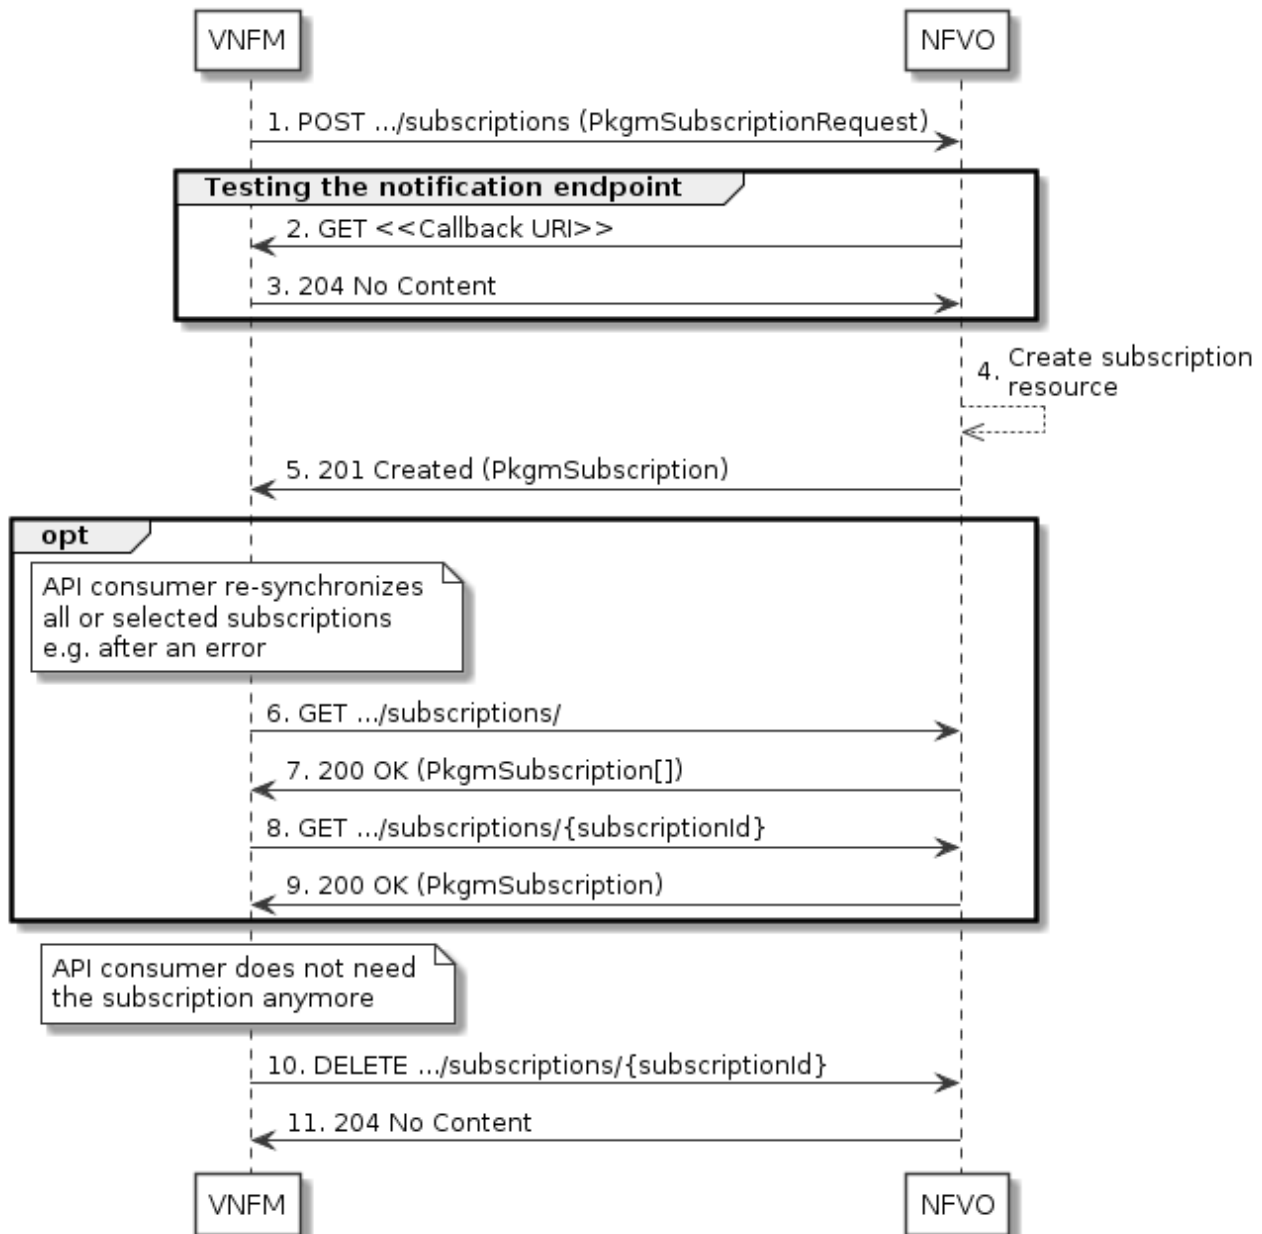 VNFM
NFVO
1. POST .../subscriptions (PkgmSubscriptionRequest)
Testing the notification endpoint
2. GET <<Callback URI>>
3. 204 No Content
4. Create subscription
resource
5. 201 Created (PkgmSubscription)
opt
API consumer re-synchronizes
all or selected subscriptions
e.g. after an error
6. GET .../subscriptions/
7. 200 OK (PkgmSubscription[])
8. GET .../subscriptions/{subscriptionId}
9. 200 OK (PkgmSubscription)
API consumer does not need
the subscription anymore
10. DELETE .../subscriptions/{subscriptionId}
11. 204 No Content
VNFM
NFVO